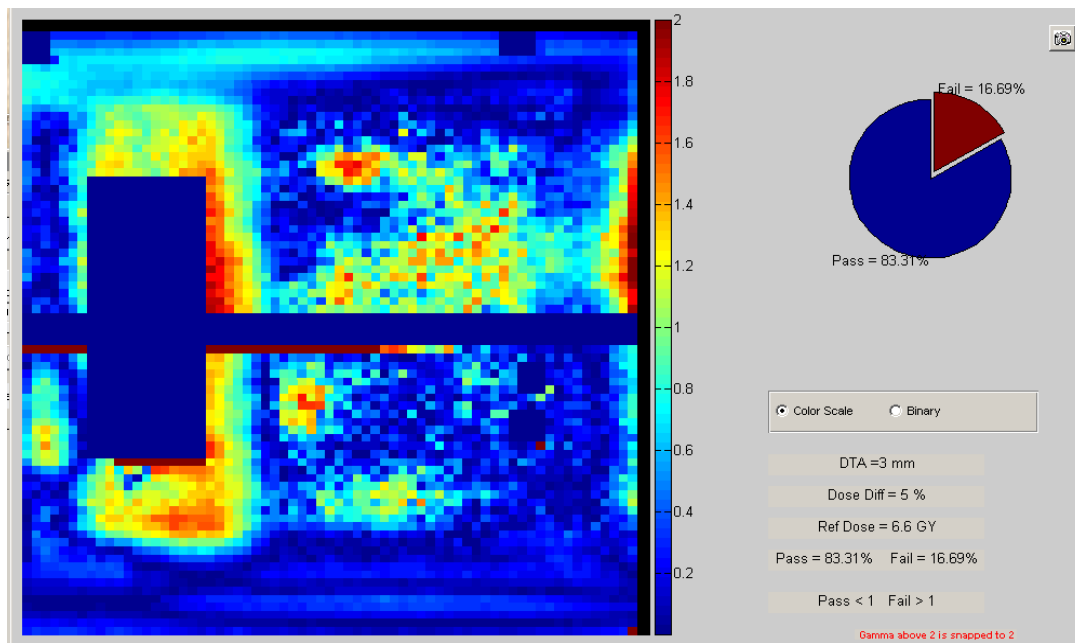 2
1.8
1.6
1.4
1.2
1
0.8
0.6
0.4
0.2
Fail = 16.69%
Pass = 83.31%
Color Scale Binary
DTA =3 mm
Dose Diff = 5 %
Ref Dose = 6.6 GY
Pass = 83.31% Fail = 16.69%
Pass < 1 Fail > 1
Gamma above 2 is snapped to 2